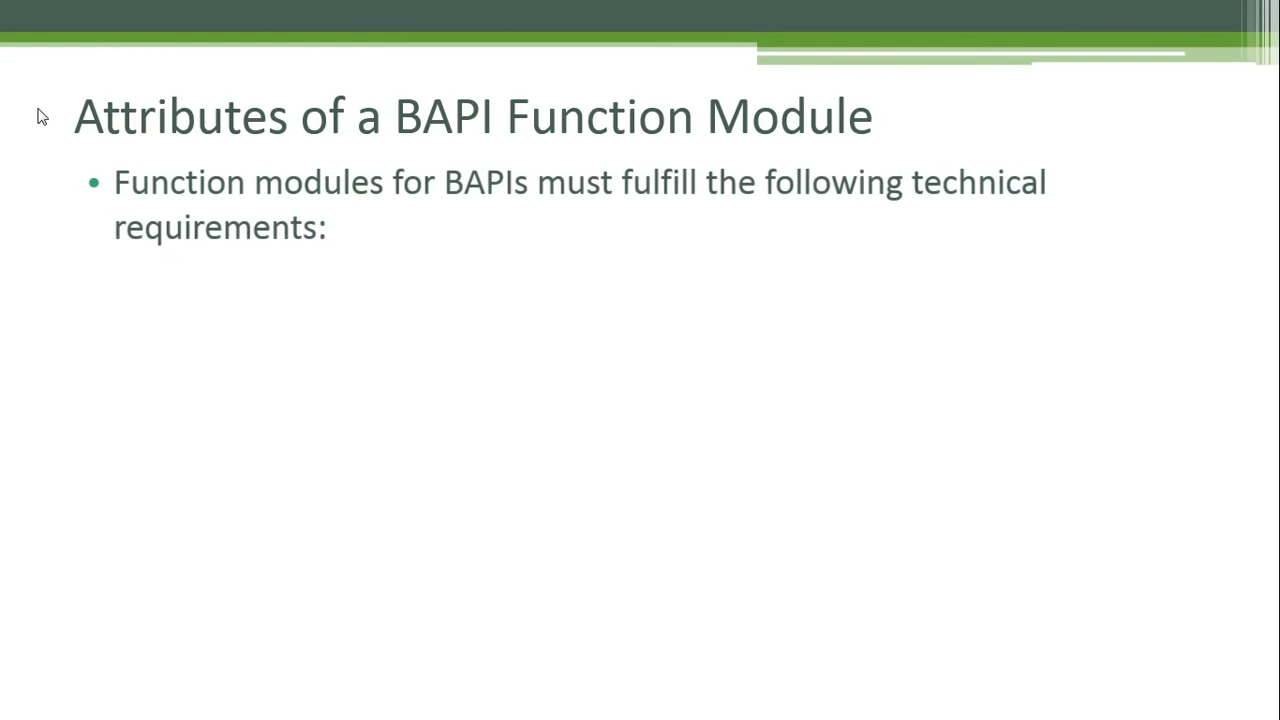 Attributes of a BAPI Function Module
• Function modules for BAPIs must fulfill the following technical
requirements: